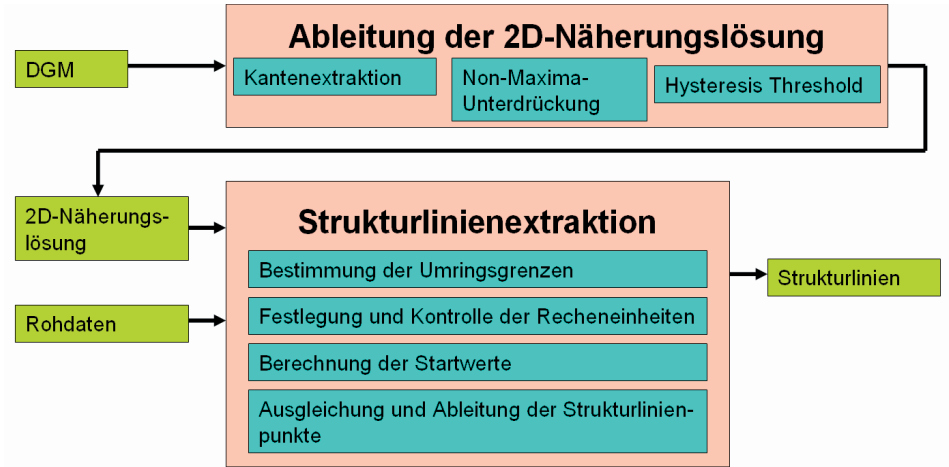 Ableitung der 2D-Näherungslösung
DGM
Kantenextraktion
Non-Maxima-
Unterdrückung
Hysteresis Threshold
2D-Näherungs-
lösung
Rohdaten
Strukturlinienextraktion
Bestimmung der Umringsgrenzen
Festlegung und Kontrolle der Recheneinheiten
Berechnung der Startwerte
Ausgleichung und Ableitung der Strukturlinien-
punkte
Strukturlinien